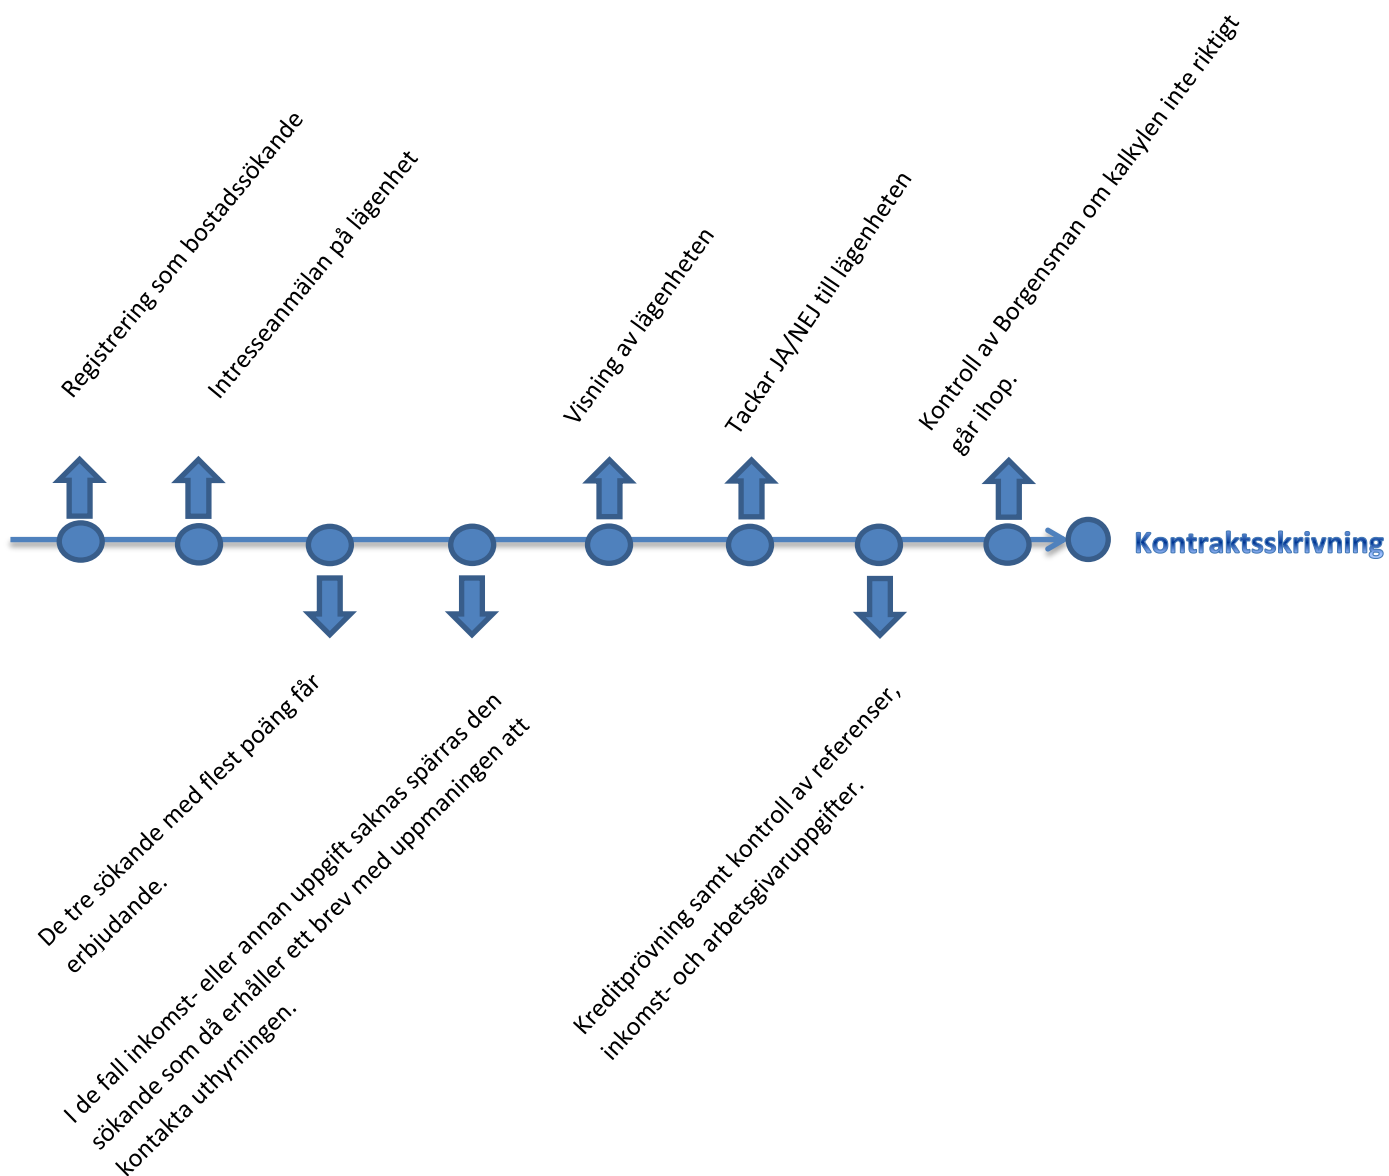 Registrering som bostadssökande
Intresseanmälan på lägenhet
De tre sökande med flest poäng får
erbjudande.
I de fall inkomst- eller annan uppgift saknas spärras den
sökande som då erhåller ett brev med uppmaningen att
kontakta uthyrningen.
Visning av lägenheten
Tackar JA/NEJ till lägenheten
Kreditprövning samt kontroll av referenser,
inkomst- och arbetsgivaruppgifter.
Kontroll av Borgensman om kalkylen inte riktigt
går ihop.
Kontraktsskrivning